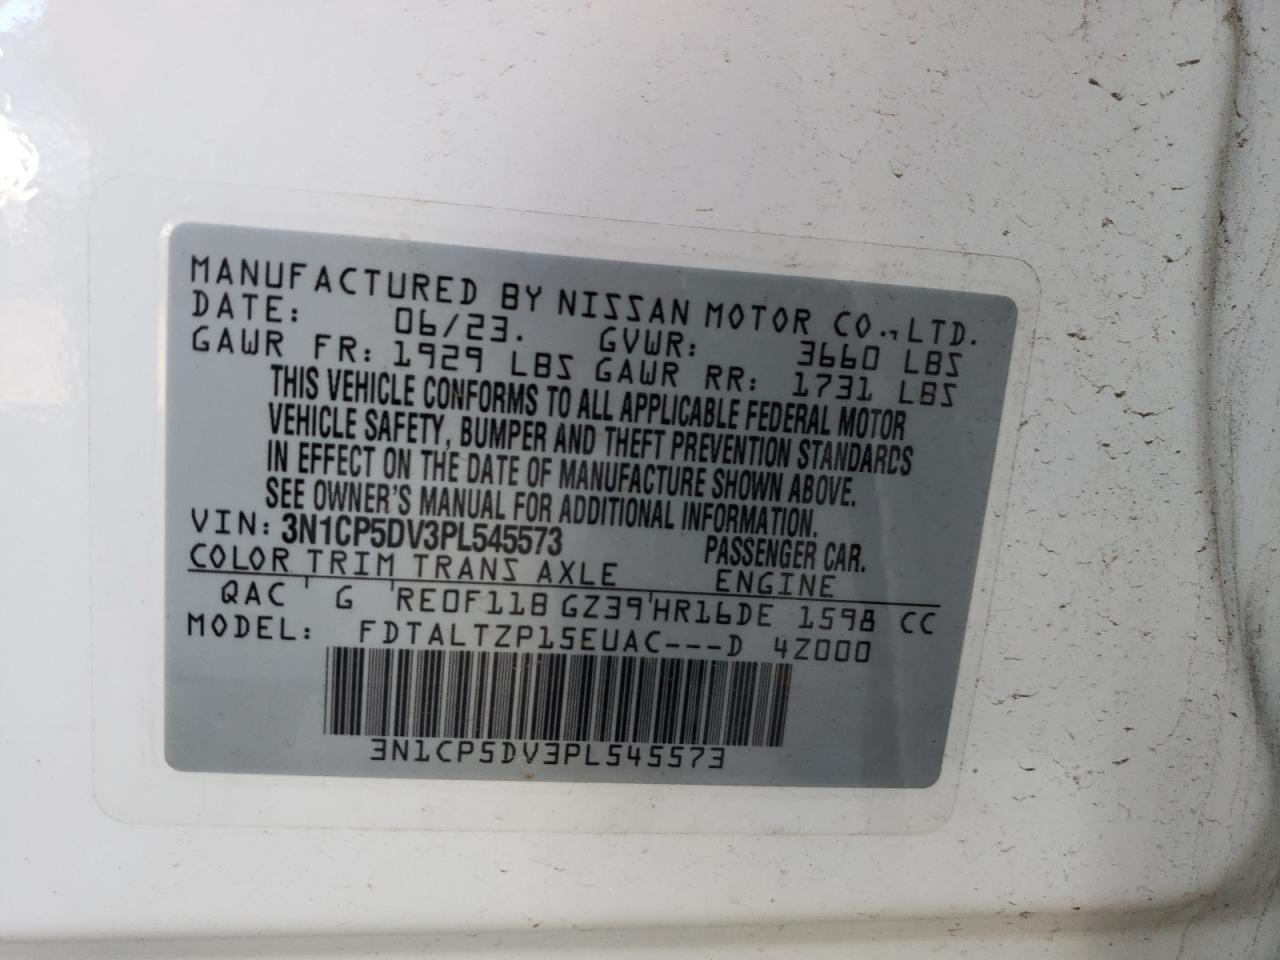 MANUFACTURED BY NISSAN MOTOR CO., LTD.
DATE: 06/23. GVWR: 3660 LBS
GAWR FR: 1929 LBS GAWR RR: 1731 LBS
THIS VEHICLE CONFORMS TO ALL APPLICABLE FEDERAL MOTOR
VEHICLE SAFETY, BUMPER AND THEFT PREVENTION STANDARDS
IN EFFECT ON THE DATE OF MANUFACTURE SHOWN ABOVE.
SEE OWNER'S MANUAL FOR ADDITIONAL INFORMATION.
VIN: 3N1CP5DV3PL545573 PASSENGER CAR.
COLOR TRIM TRANS AXLE ENGINE
QAC G RE0F11B GZ39 HR16DE 1598 CC
MODEL: FDTALTZP15EUAC---D 4Z000
3N1CP5DV3PL545573